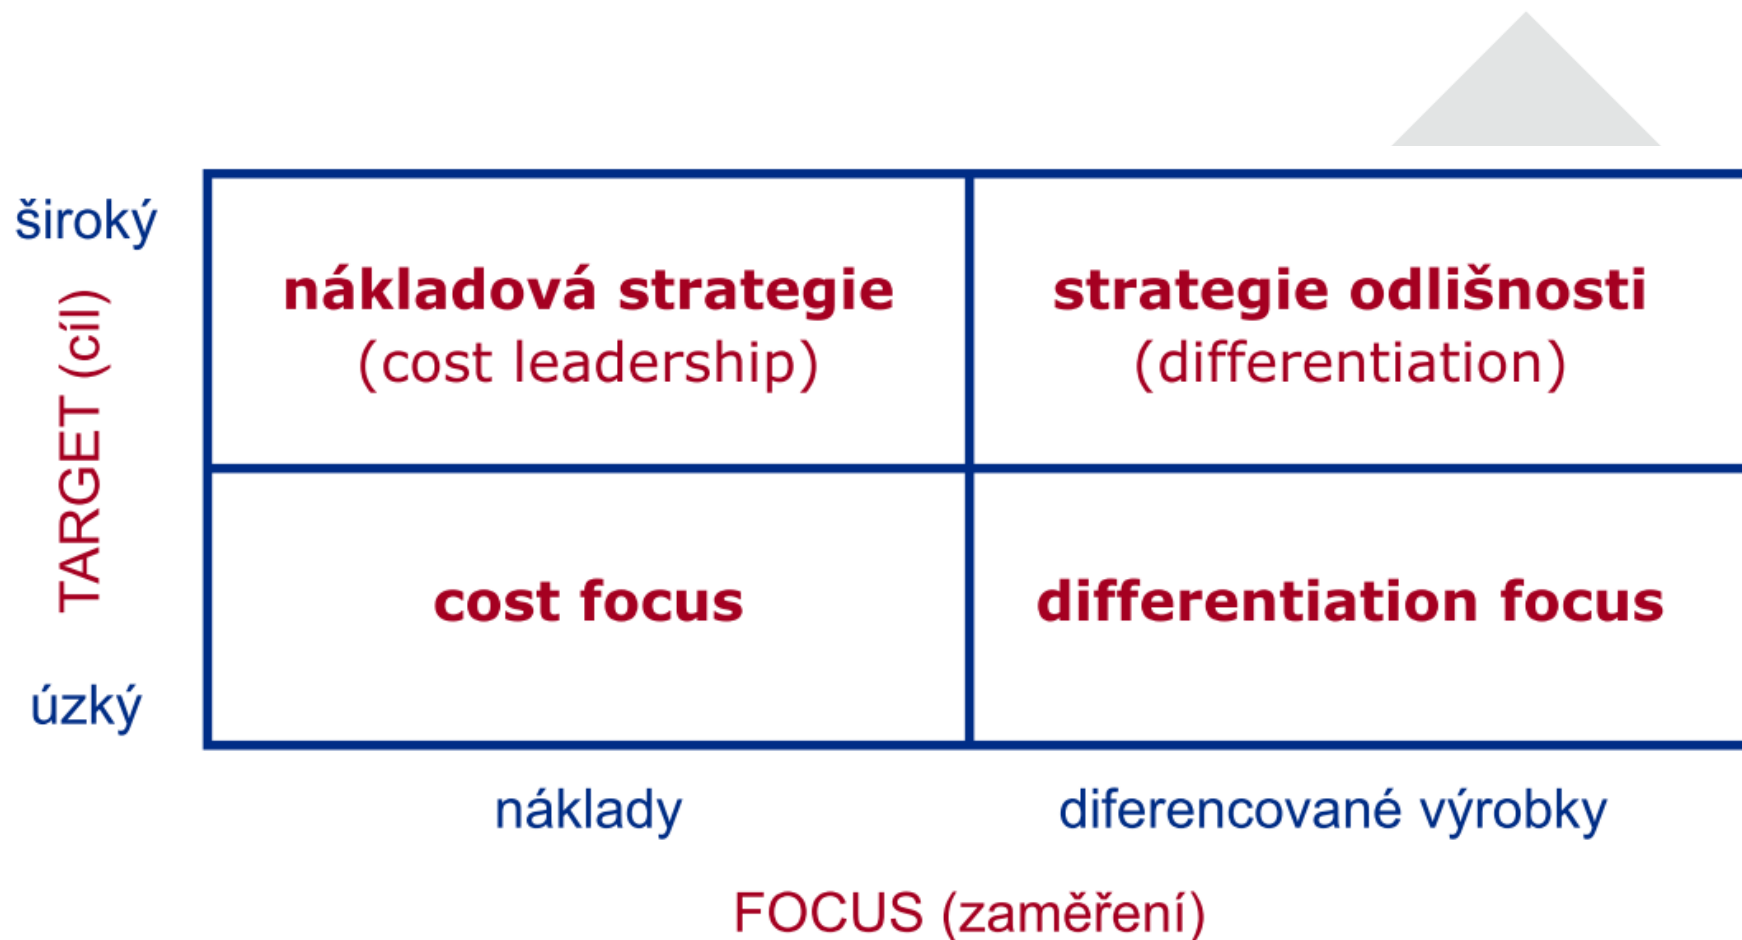 široký
TARGET (cíl)
úzký
nákladová strategie
(cost leadership)
strategie odlišnosti
(differentiation)
cost focus
differentiation focus
náklady
diferencované výrobky
FOCUS (zaměření)